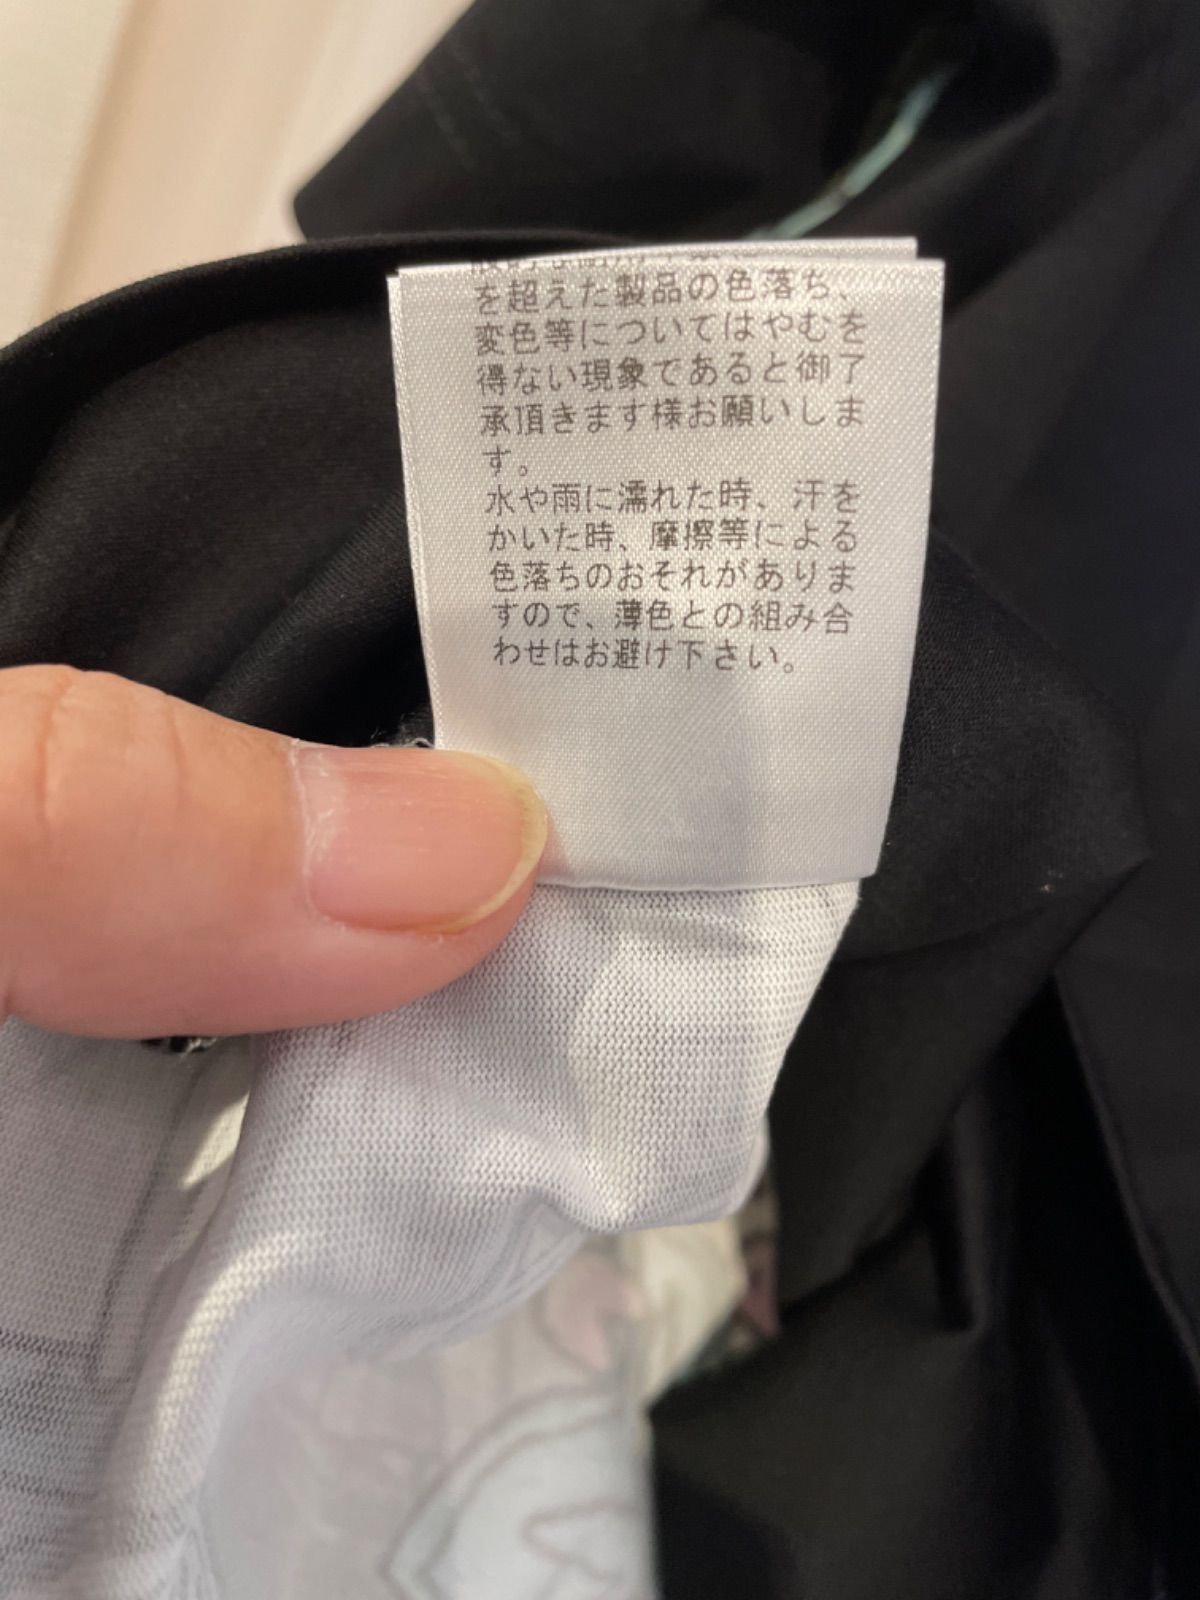 を超えた製品の色落ち、
変色等についてはやむを
得ない現象であると御了
承頂きます様お願いしま
す。
水や雨に濡れた時、汗を
かいた時、摩擦等による
色落ちのおそれがありま
すので、薄色との組み合
わせはお避け下さい。